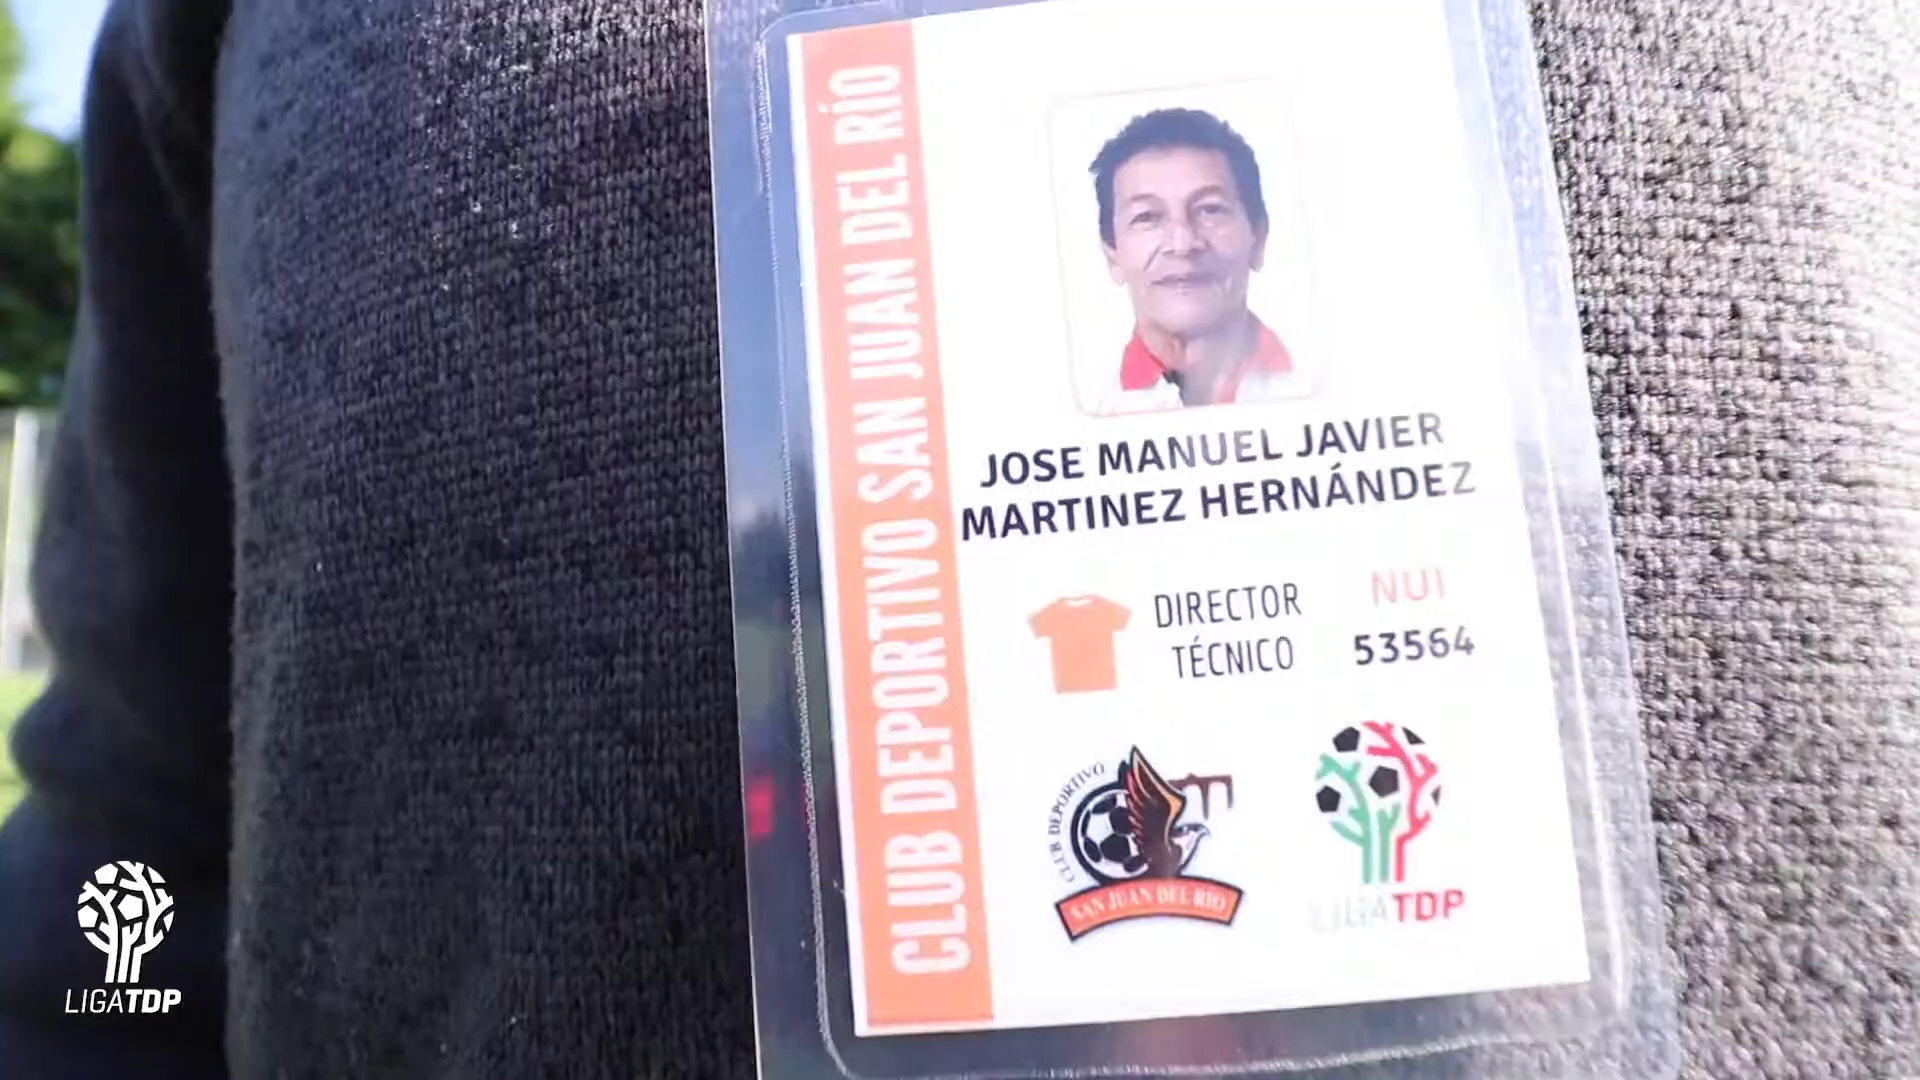 CLUB DEPORTIVO SAN JUAN DEL RÍO
JOSE MANUEL JAVIER
MARTINEZ HERNÁNDEZ
DIRECTOR
TÉCNICO
NUI
53564
CLUB DEPORTIVO
SAN JUAN DEL RIO
LIGATDP
LIGATDP